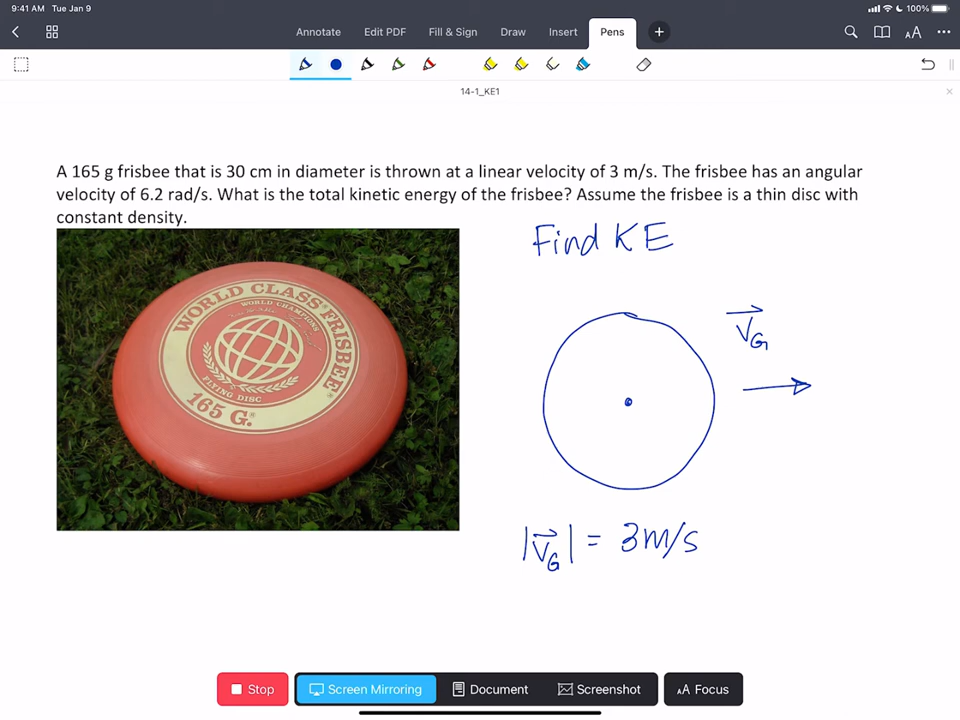 9:41 AM Tue Jan 9
100%
Annotate Edit PDF Fill & Sign Draw Insert Pens
AA
14-1_KE1
A 165 g frisbee that is 30 cm in diameter is thrown at a linear velocity of 3 m/s. The frisbee has an angular
velocity of 6.2 rad/s. What is the total kinetic energy of the frisbee? Assume the frisbee is a thin disc with
constant density.
Find KE
WORLD CLASS FRISBEE
WORLD CHAMPIONS
FLYING DISC
165 G.
V⃗_G
|V⃗_G| = 3m/s
Stop Screen Mirroring Document Screenshot AA Focus